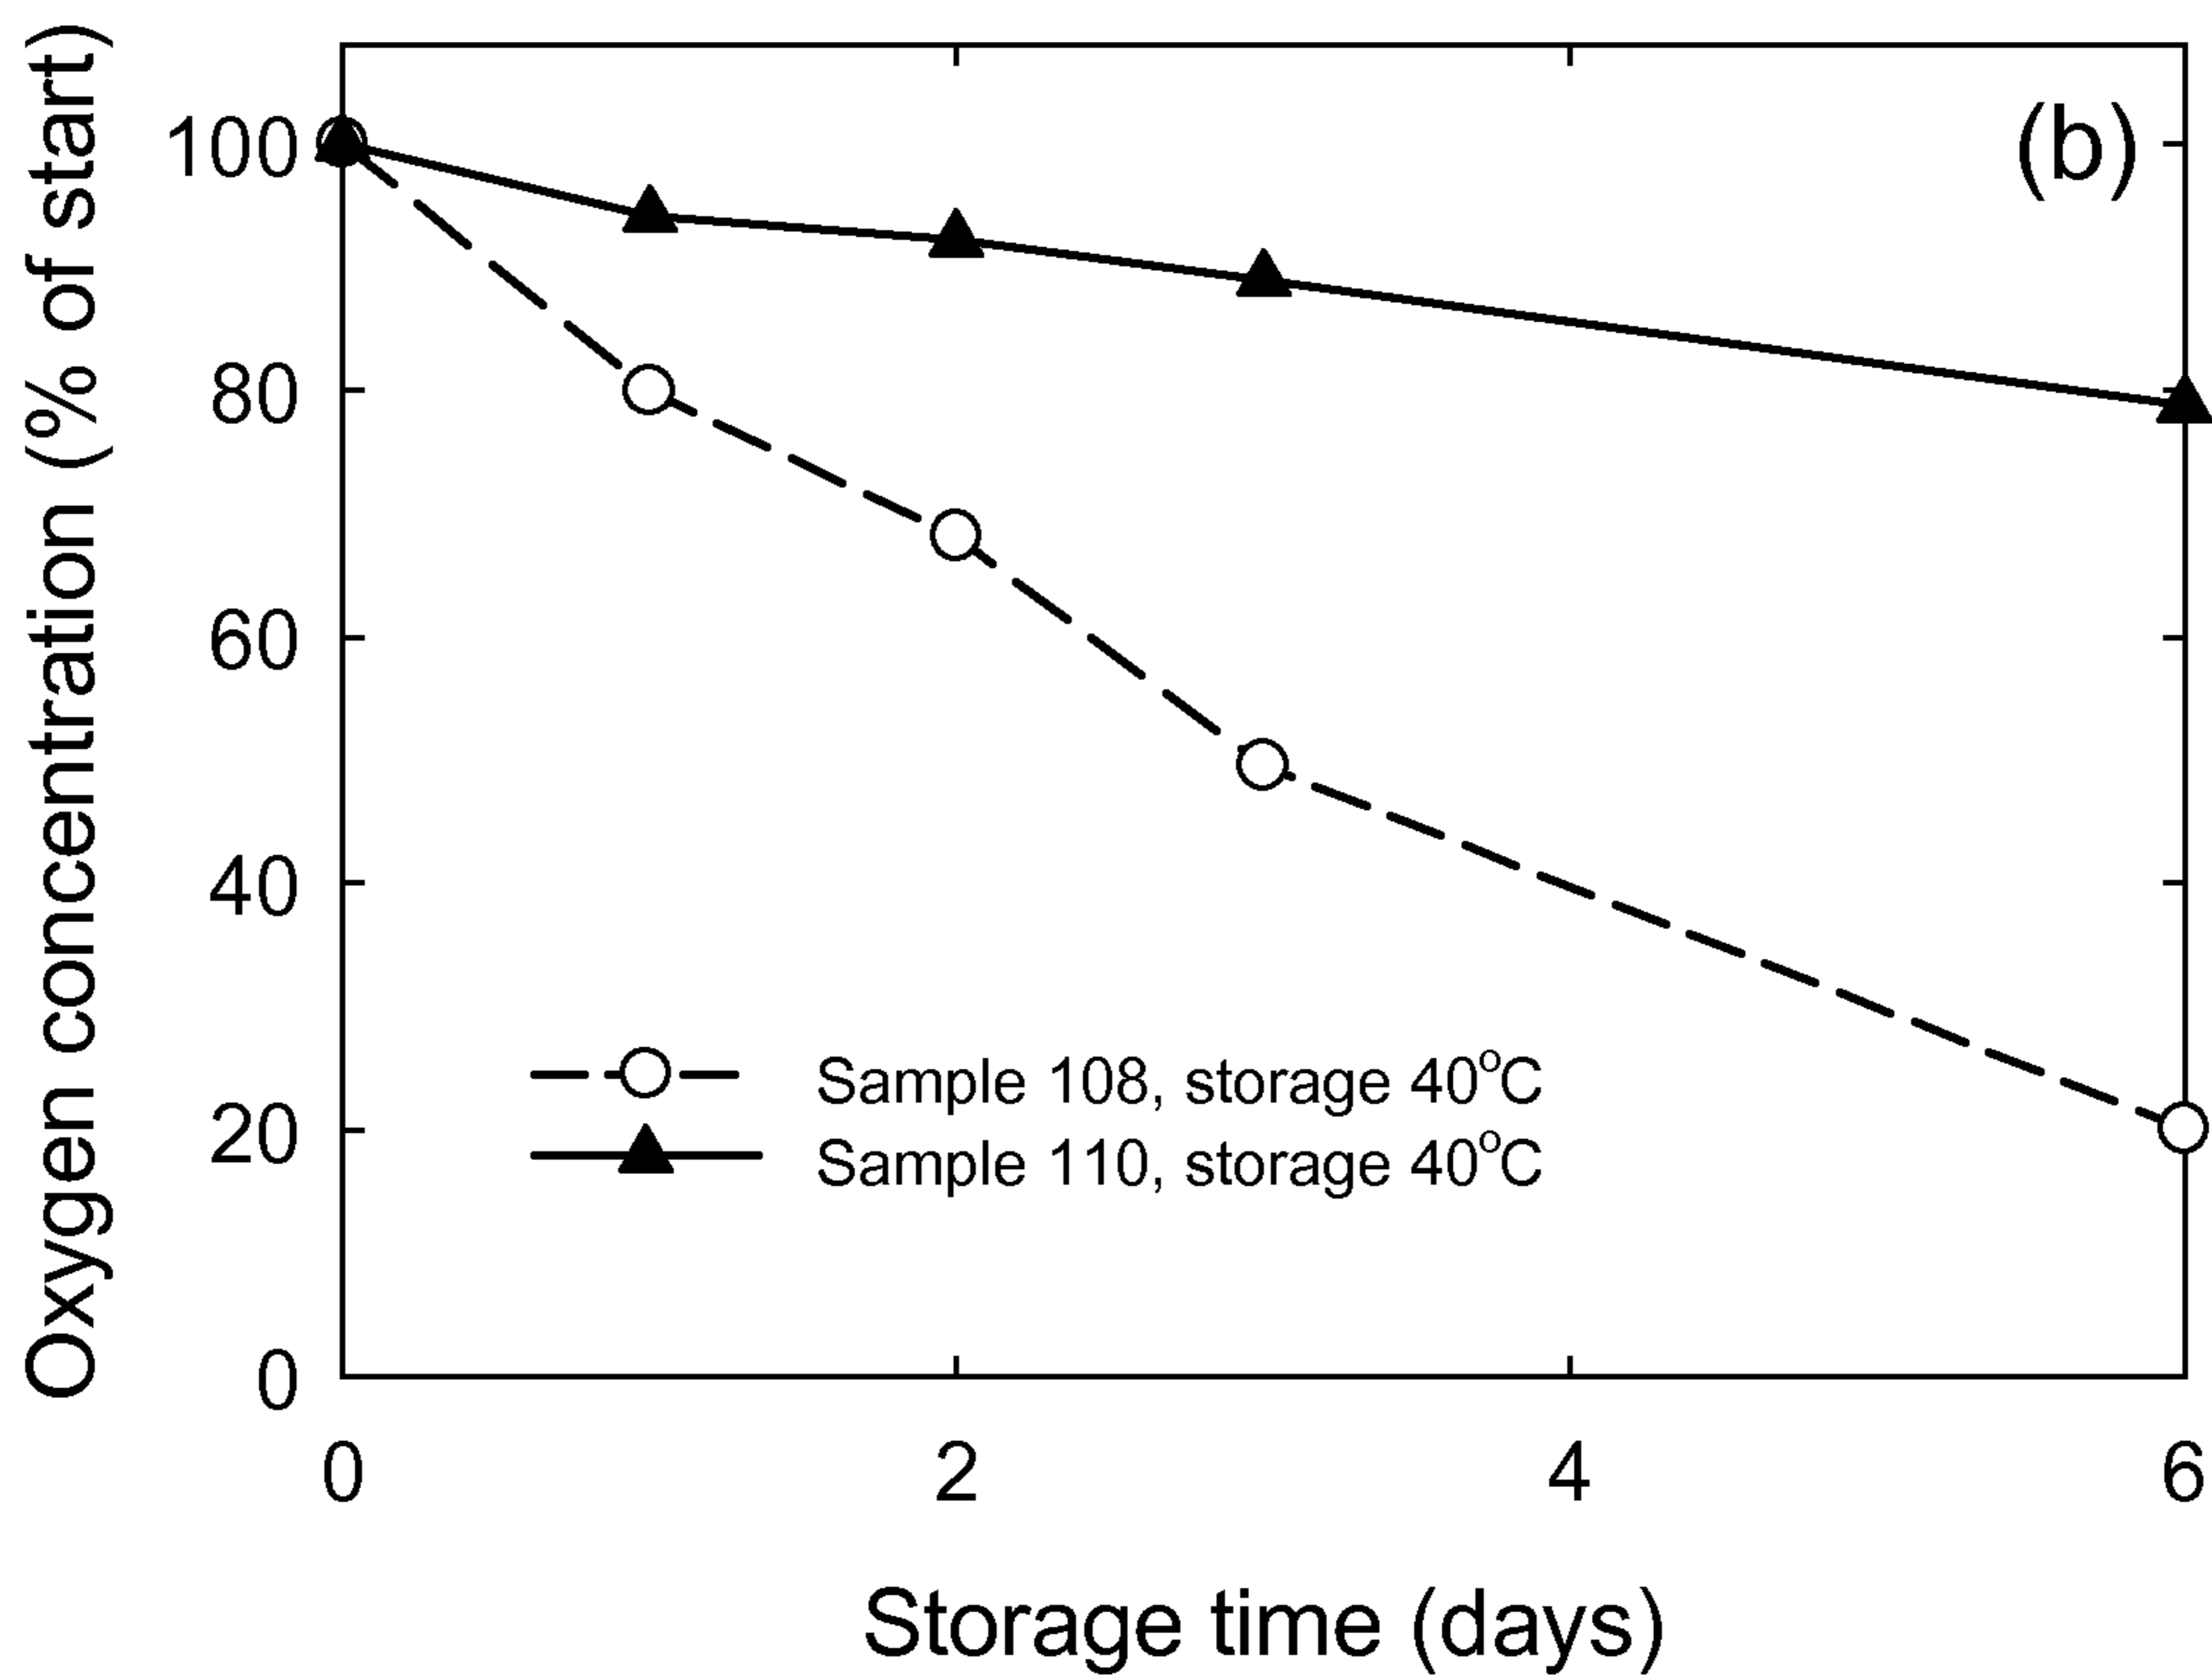 Oxygen concentration (% of start)
(b)
100
80
60
40
20
0
Sample 108, storage 40°C
Sample 110, storage 40°C
0 2 4 6
Storage time (days)